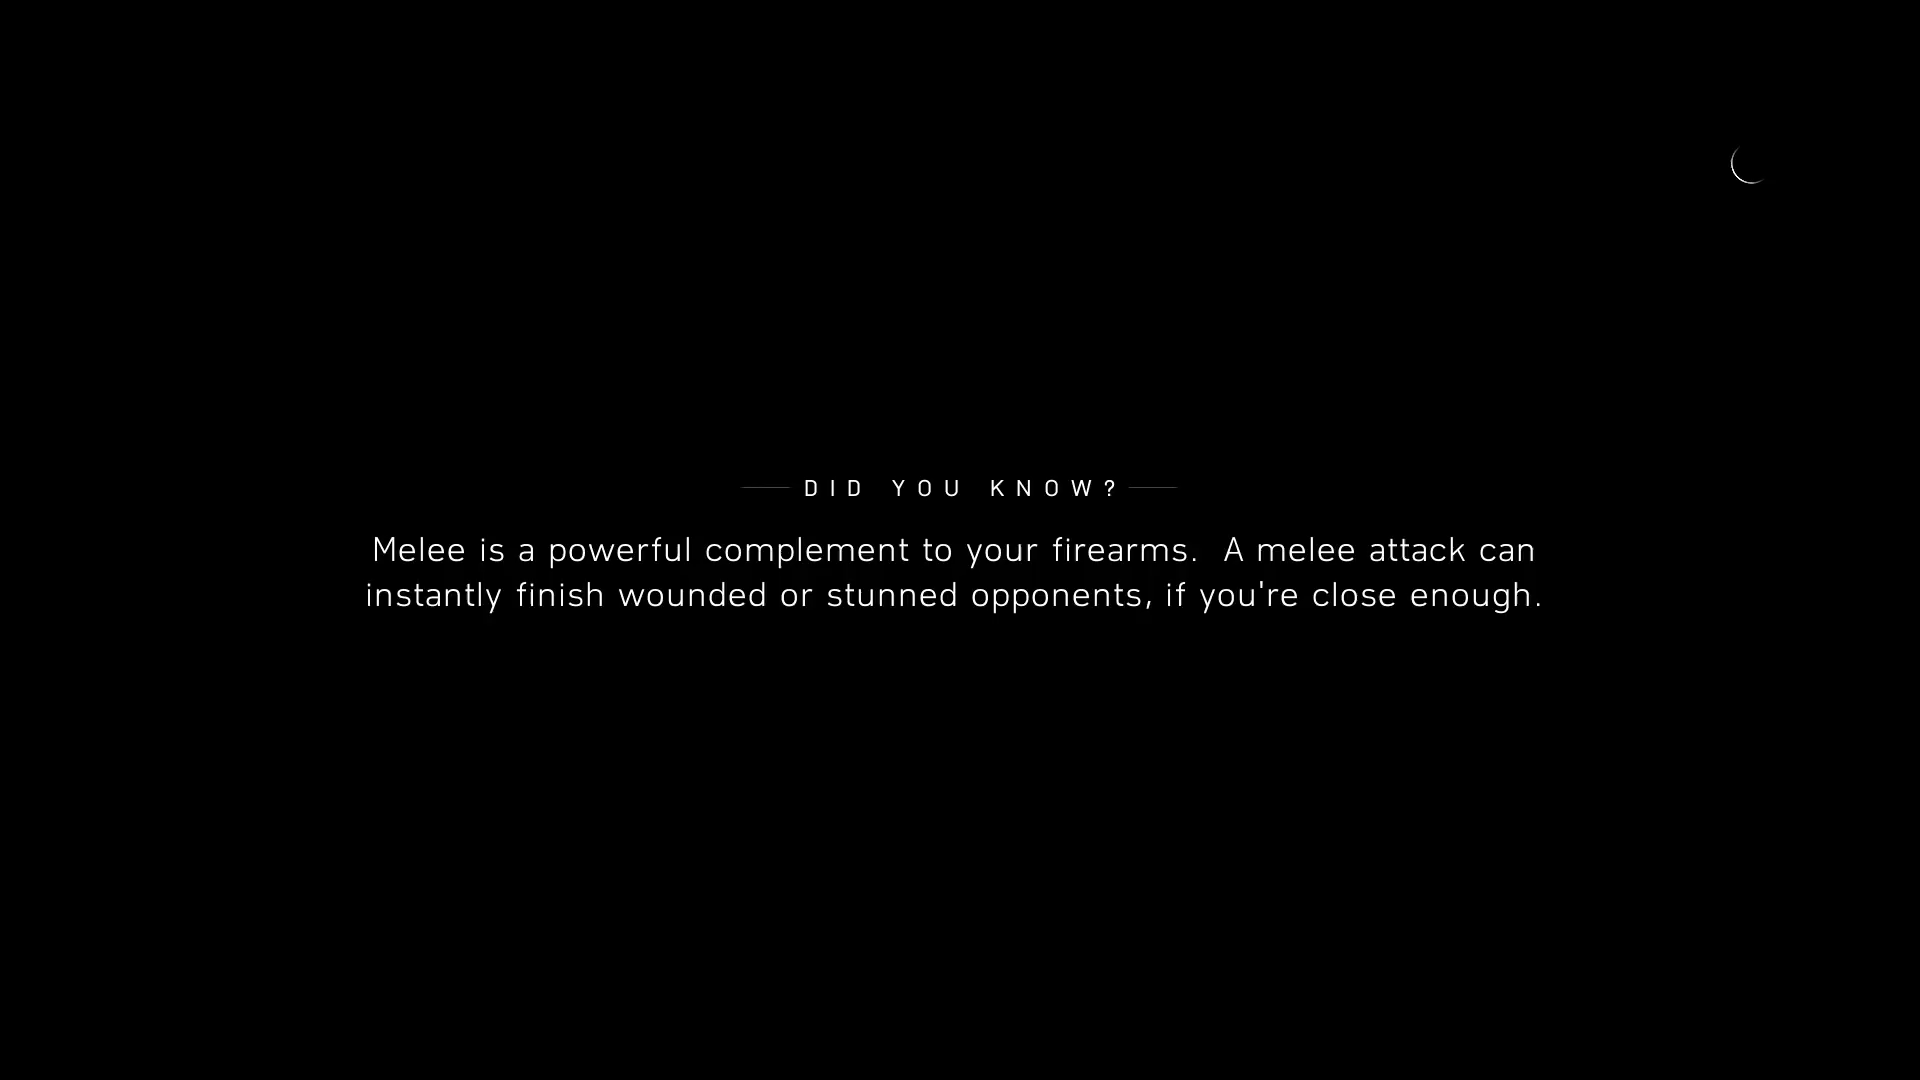 DID YOU KNOW?
Melee is a powerful complement to your firearms.  A melee attack can
instantly finish wounded or stunned opponents, if you're close enough.